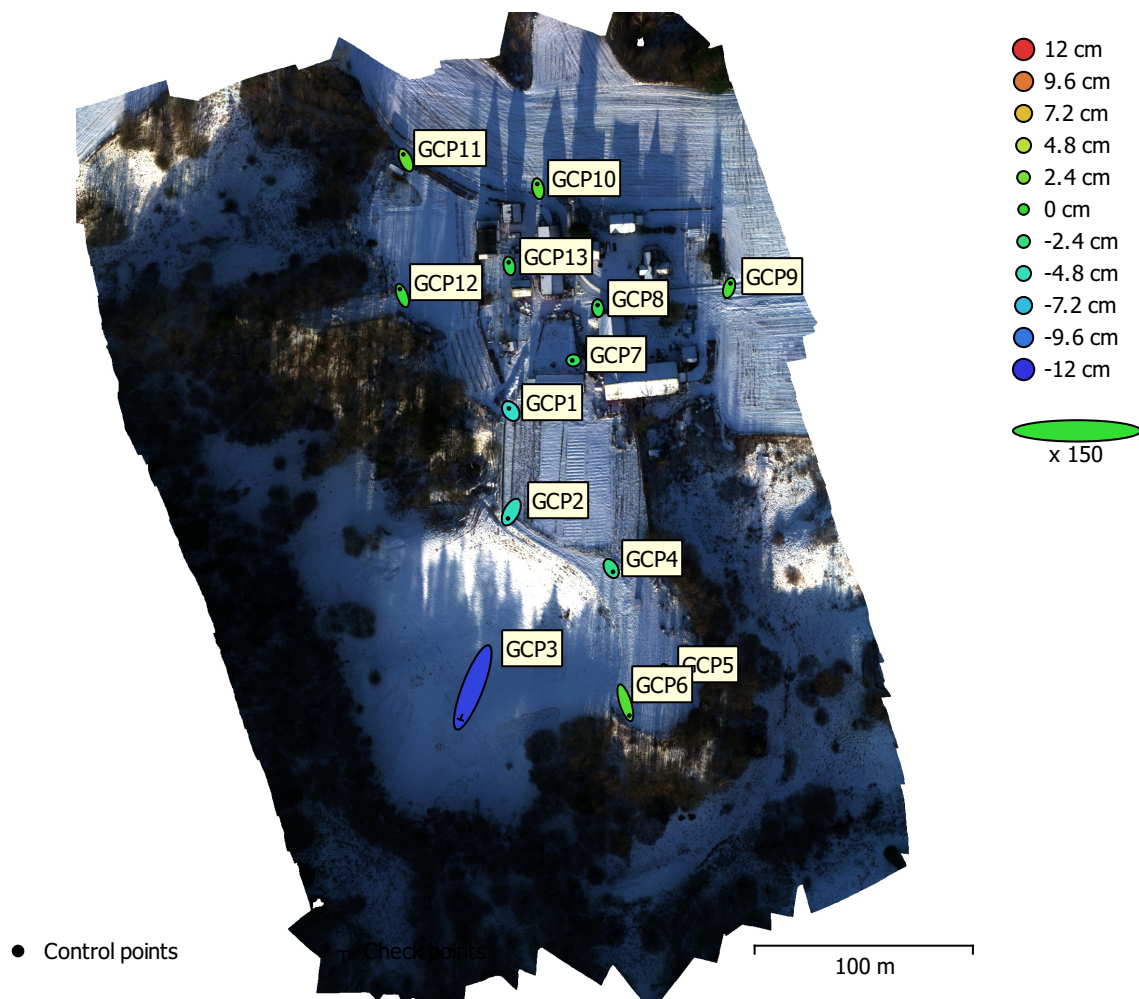 12 cm
9.6 cm
7.2 cm
4.8 cm
2.4 cm
0 cm
-2.4 cm
-4.8 cm
-7.2 cm
-9.6 cm
-12 cm
x 150
GCP11
GCP10
GCP13
GCP12
GCP9
GCP8
GCP7
GCP1
GCP2
GCP4
GCP3
GCP5
GCP6
Control points
Check points
100 m